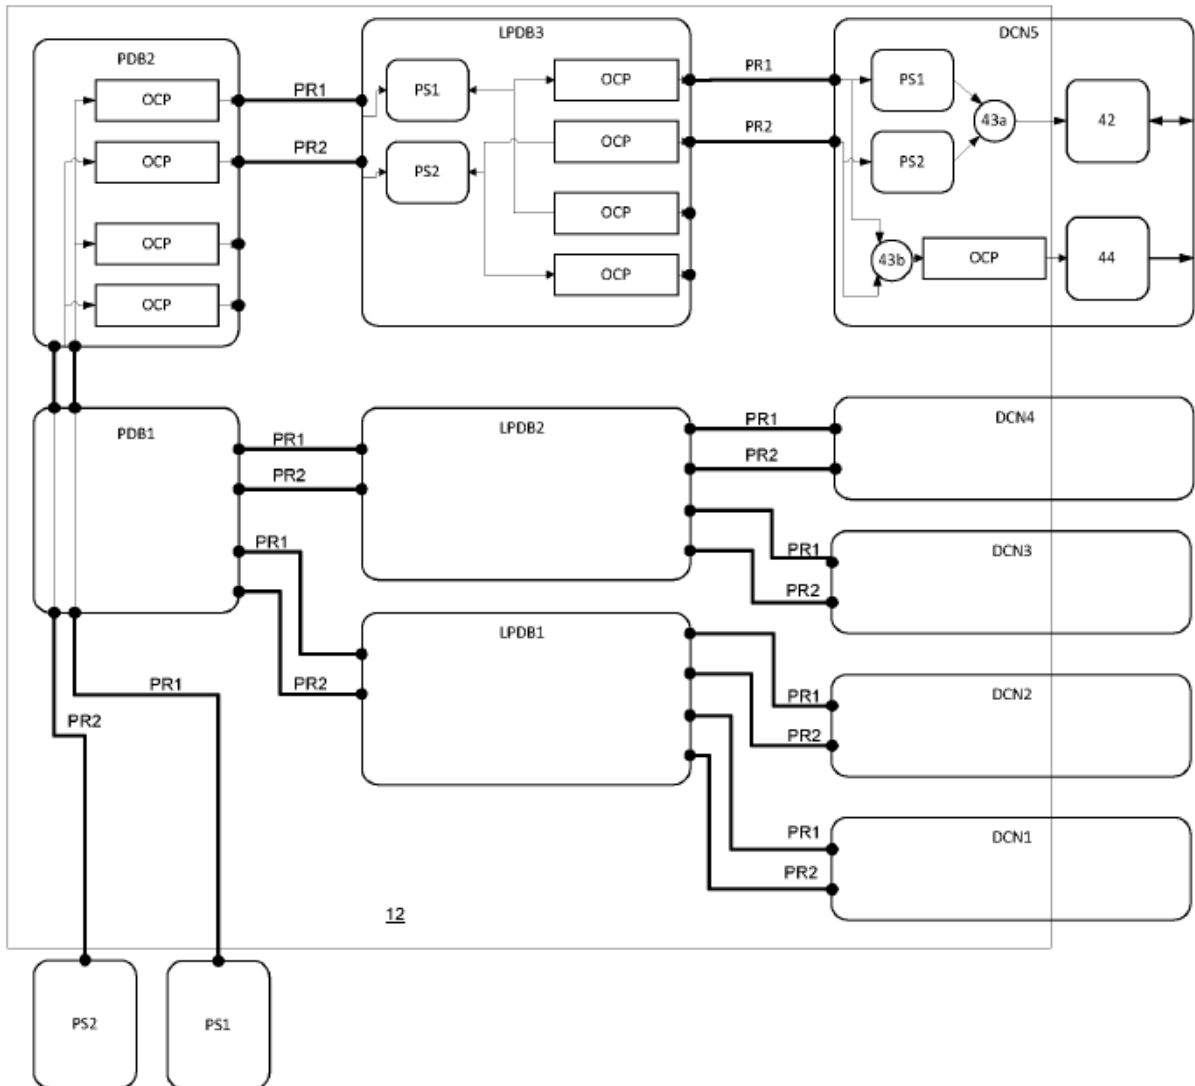 LPDB3
DCN5
PDB2
PS1
OCP
PR1
PS1
OCP
PR1
43a
42
OCP
PR2
PS2
OCP
PR2
PS2
OCP
OCP
43b
OCP
44
OCP
OCP
PDB1
LPDB2
PR1
DCN4
PR1
PR2
PR2
PR1
PR1
DCN3
PR2
LPDB1
PR1
PR2
PR1
DCN2
PR2
PR2
PR1
DCN1
PR2
12
PS2
PS1